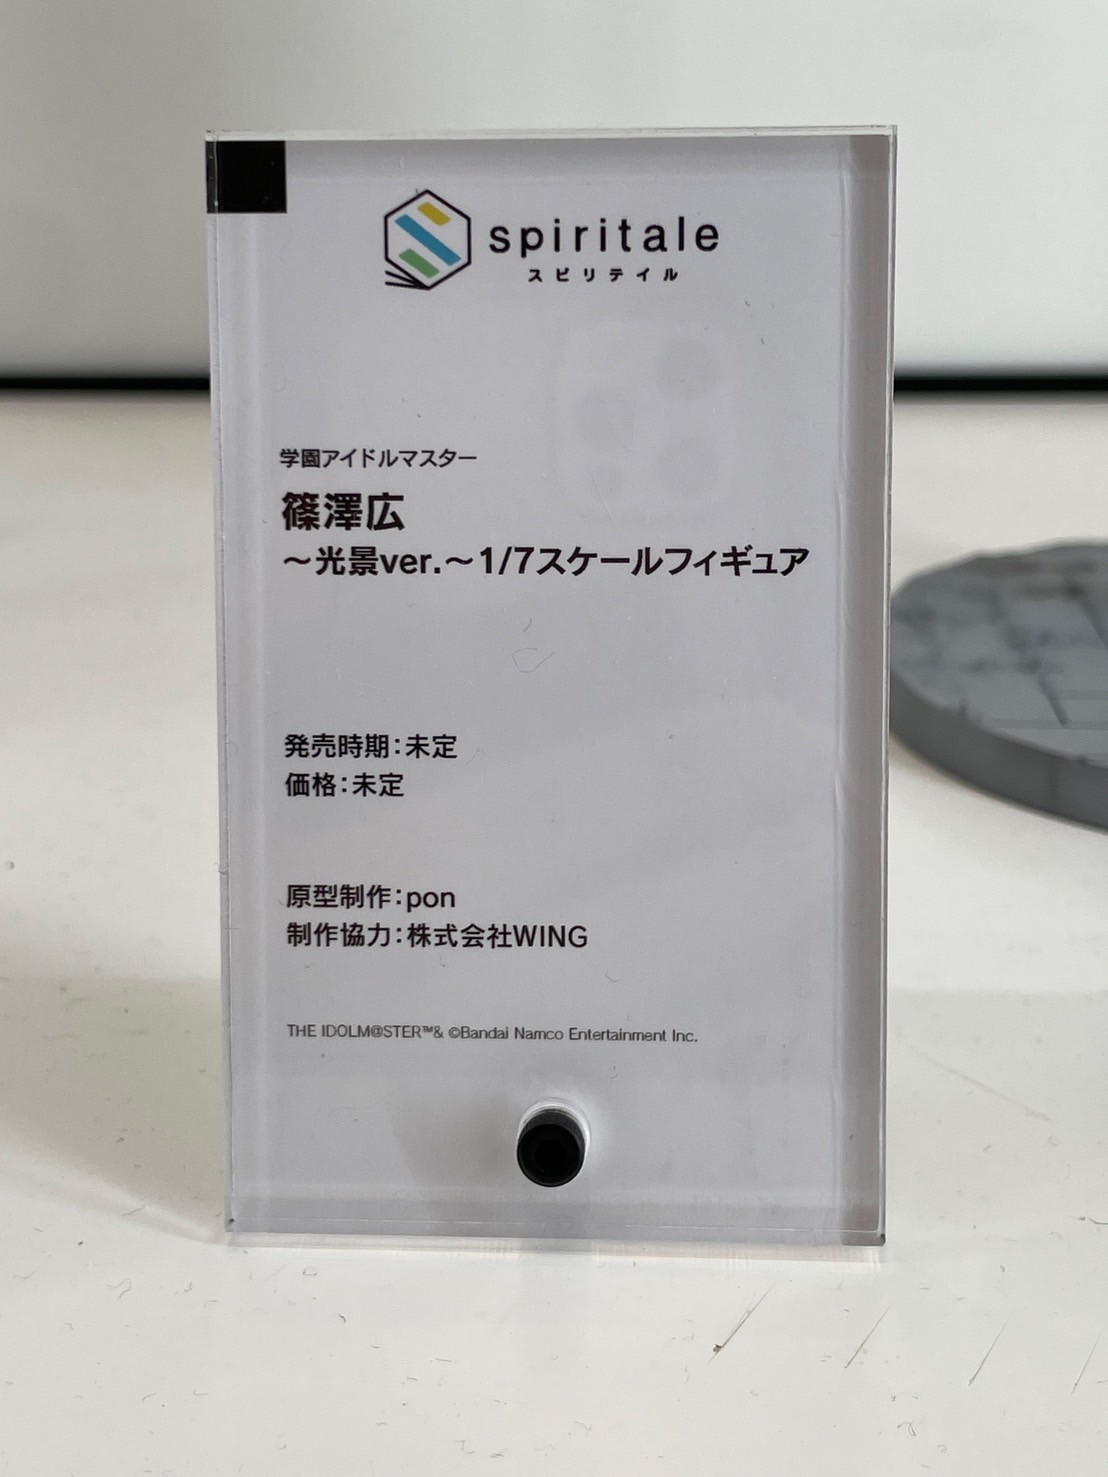 spiritale
スピリテイル
学園アイドルマスター
篠澤広
～光景ver.～1/7スケールフィギュア
発売時期：未定
価格：未定
原型制作：pon
制作協力：株式会社WING
THE IDOLM@STER™& ©Bandai Namco Entertainment Inc.